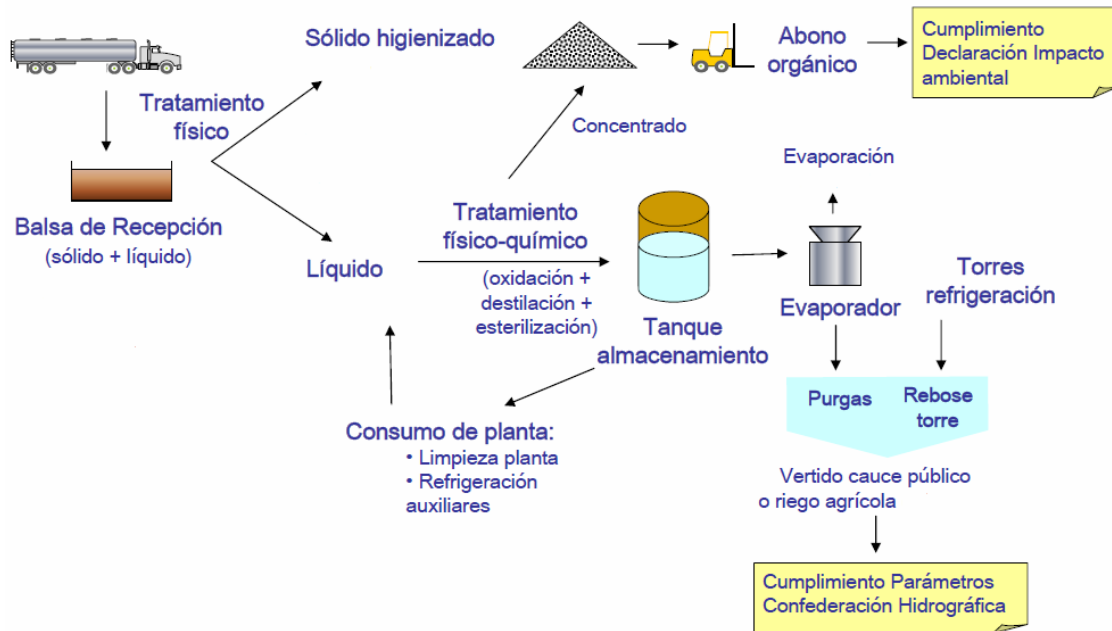 Sólido higienizado
Abono
orgánico
Cumplimiento
Declaración Impacto
ambiental
Tratamiento
físico
Concentrado
Evaporación
Balsa de Recepción
(sólido + líquido)
Líquido
Tratamiento
físico-químico
(oxidación +
destilación +
esterilización)
Tanque
almacenamiento
Evaporador
Torres
refrigeración
Purgas
Rebose
torre
Consumo de planta:
• Limpieza planta
• Refrigeración
auxiliares
Vertido cauce público
o riego agrícola
Cumplimiento Parámetros
Confederación Hidrográfica